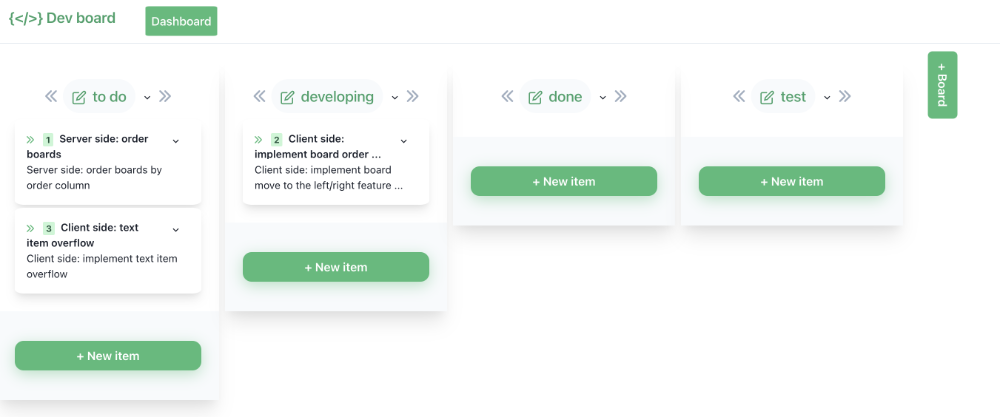 {</>} Dev board
Dashboard
+ Board
to do
1 Server side: order
boards
Server side: order boards by
order column
3 Client side: text
item overflow
Client side: implement text item
overflow
+ New item
developing
2 Client side:
implement board order ...
Client side: implement board
move to the left/right feature ...
+ New item
done
+ New item
test
+ New item